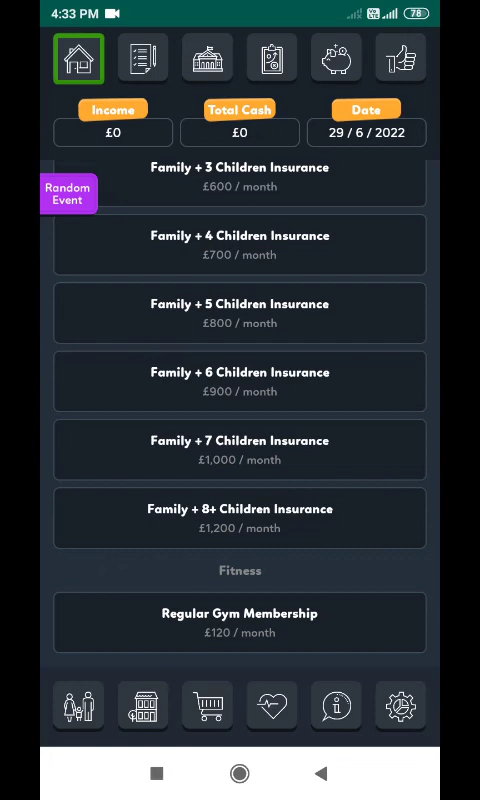 4:33 PM
Vo LTE
78
Income
Total Cash
Date
£0
£0
29 / 6 / 2022
Family + 3 Children Insurance
£600 / month
Random
Event
Family + 4 Children Insurance
£700 / month
Family + 5 Children Insurance
£800 / month
Family + 6 Children Insurance
£900 / month
Family + 7 Children Insurance
£1,000 / month
Family + 8+ Children Insurance
£1,200 / month
Fitness
Regular Gym Membership
£120 / month